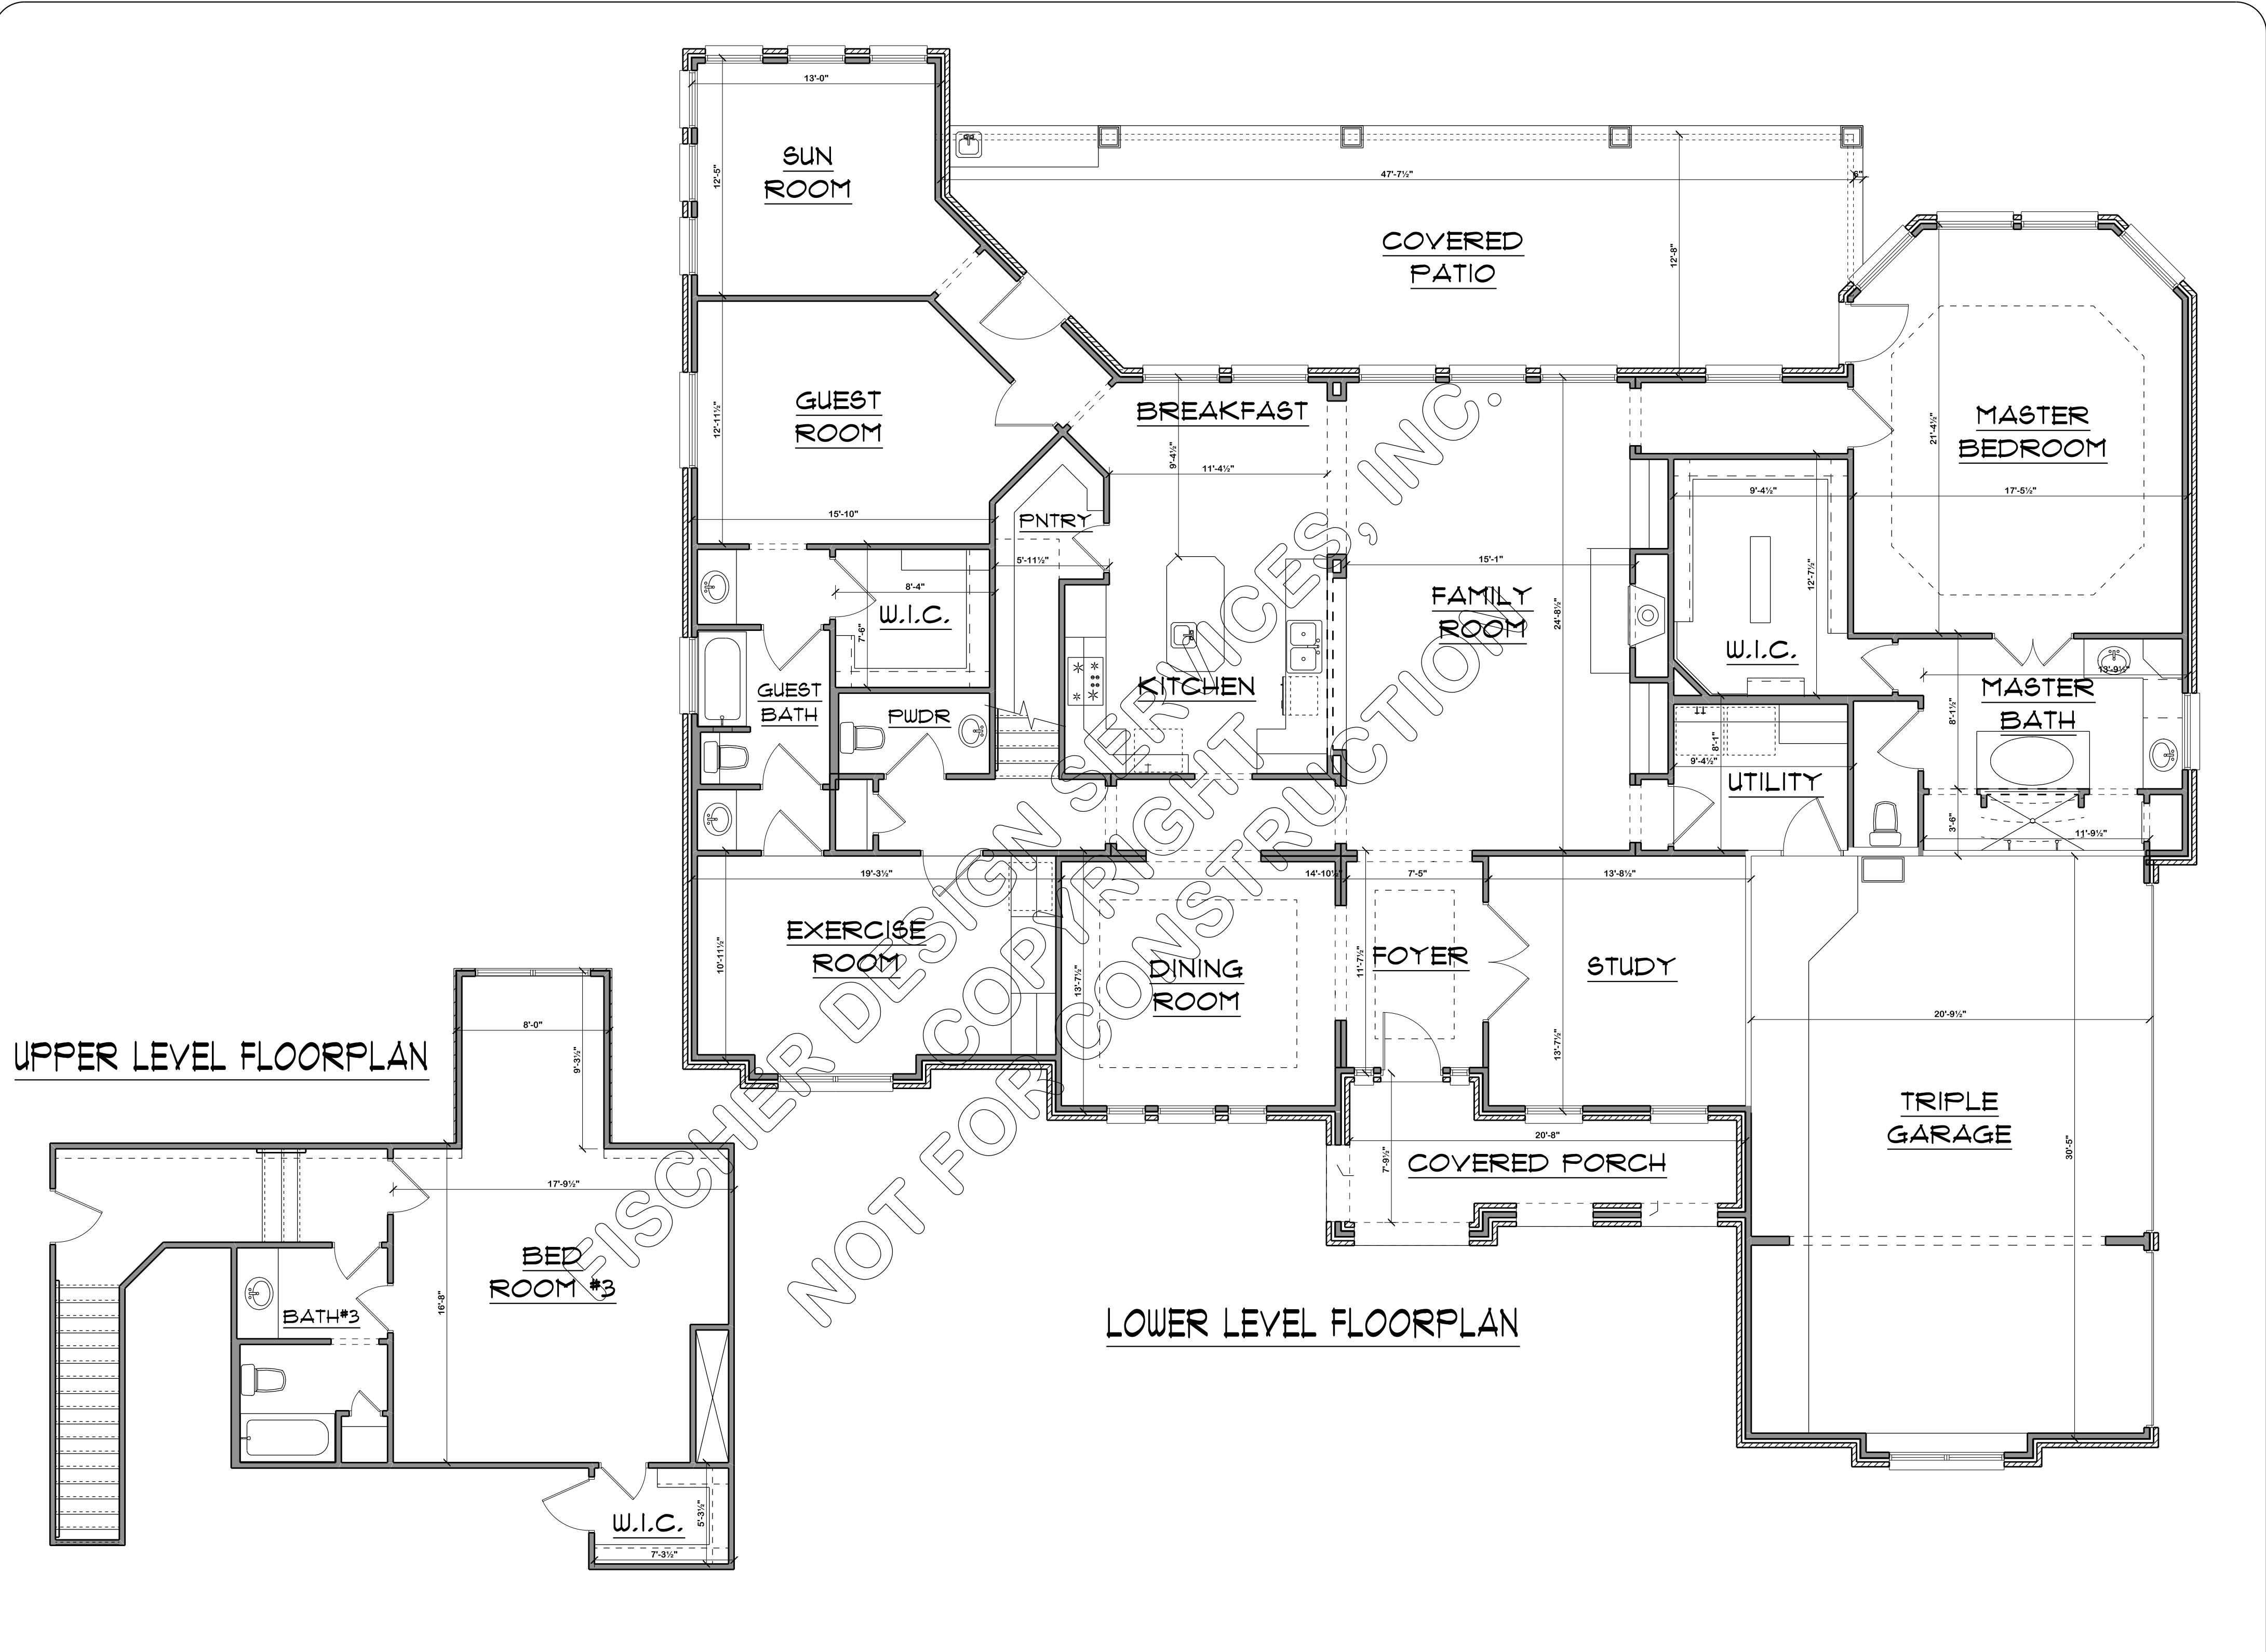 13'-0"
SUN
ROOM
12'-5"
47'-7½"
6"
COVERED
PATIO
12'-8"
GUEST
ROOM
12'-11½"
15'-10"
BREAKFAST
9'-4½"
11'-4½"
PNTRY
5'-11½"
MASTER
BEDROOM
21'-4½"
9'-4½"
17'-5½"
12'-7½"
W.I.C.
15'-1"
FAMILY
ROOM
24'-8½"
8'-4"
W.I.C.
7'-6"
GUEST
BATH
PWDR
KITCHEN
13'-9½"
MASTER
BATH
8'-1½"
8'-1"
9'-4½"
UTILITY
3'-6"
11'-9½"
19'-3½"
14'-10½"
7'-5"
13'-8½"
EXERCISE
ROOM
10'-11½"
DINING
ROOM
13'-7½"
FOYER
11'-7½"
STUDY
13'-7½"
20'-9½"
TRIPLE
GARAGE
30'-5"
20'-8"
COVERED PORCH
7'-9½"
LOWER LEVEL FLOORPLAN
UPPER LEVEL FLOORPLAN
8'-0"
9'-3½"
17'-9½"
BED
ROOM #3
16'-8"
BATH#3
W.I.C.
5'-3½"
7'-3½"
FISCHER DESIGN SERVICES, INC.
COPYRIGHT
NOT FOR CONSTRUCTION